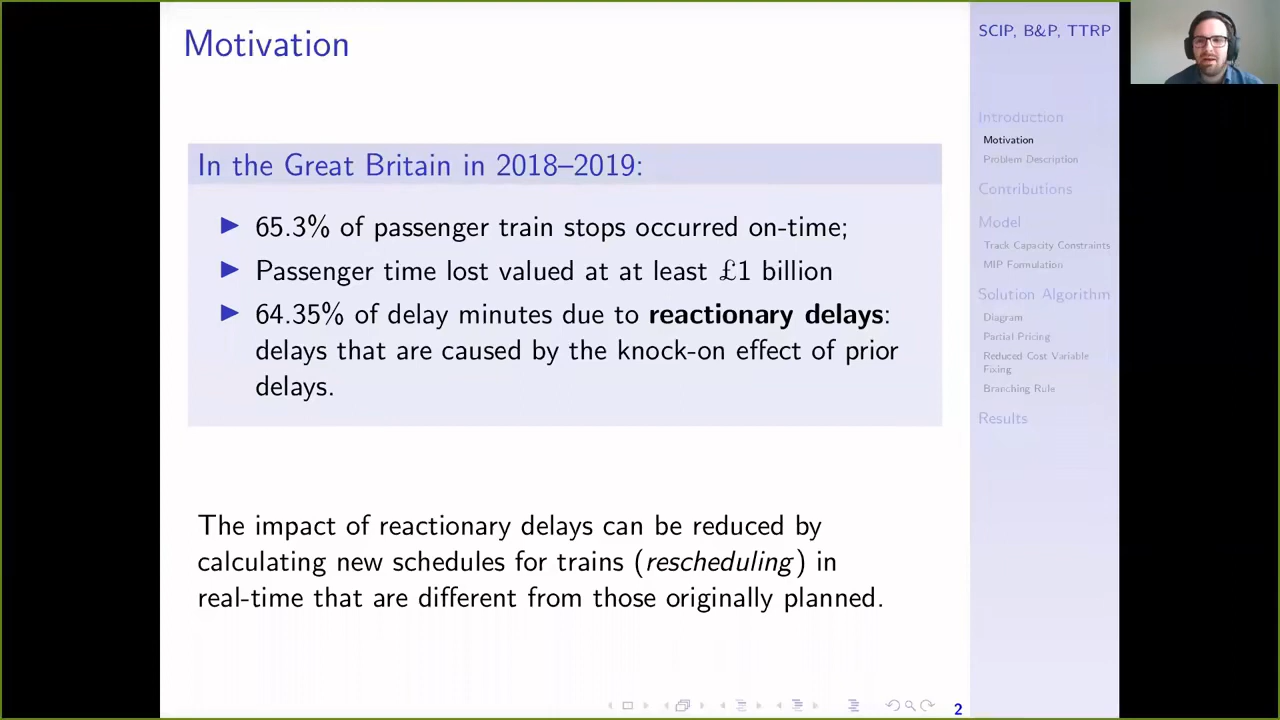 Motivation
In the Great Britain in 2018–2019:
65.3% of passenger train stops occurred on-time;
Passenger time lost valued at at least £1 billion
64.35% of delay minutes due to reactionary delays:
delays that are caused by the knock-on effect of prior
delays.
The impact of reactionary delays can be reduced by
calculating new schedules for trains (rescheduling) in
real-time that are different from those originally planned.
2
SCIP, B&P, TTRP
Introduction
Motivation
Problem Description
Contributions
Model
Track Capacity Constraints
MIP Formulation
Solution Algorithm
Diagram
Partial Pricing
Reduced Cost Variable
Fixing
Branching Rule
Results